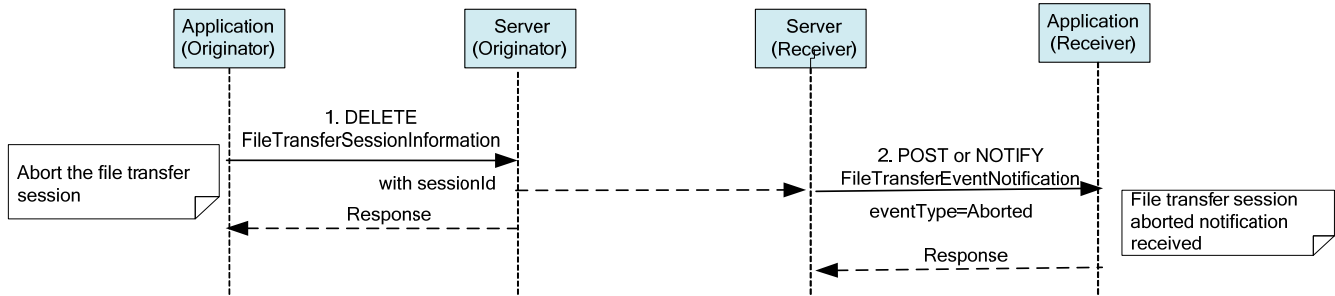 Application
(Originator)
Server
(Originator)
Server
(Receiver)
Application
(Receiver)
1. DELETE
FileTransferSessionInformation
Abort the file transfer
session
with sessionId
Response
2. POST or NOTIFY
FileTransferEventNotification
eventType=Aborted
File transfer session
aborted notification
received
Response